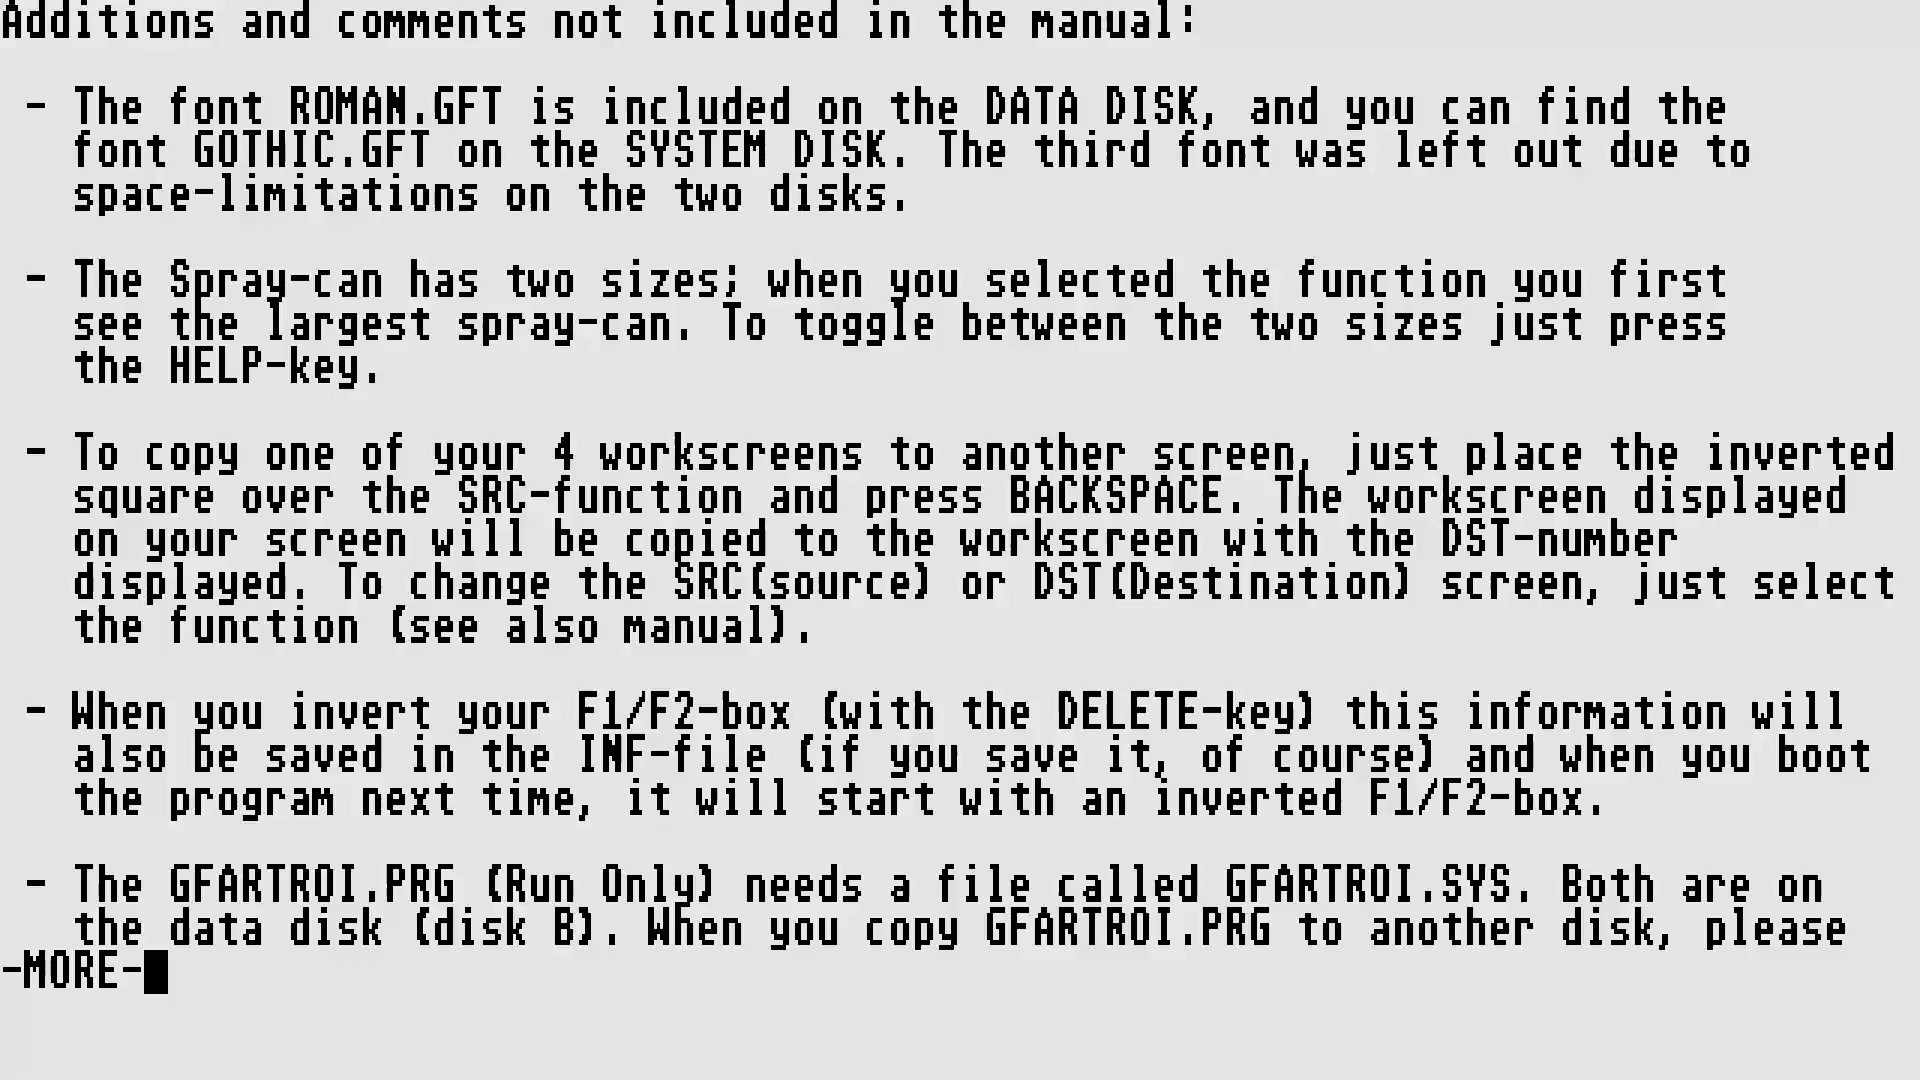 Additions and comments not included in the manual:
- The font ROMAN.GFT is included on the DATA DISK, and you can find the
font GOTHIC.GFT on the SYSTEM DISK. The third font was left out due to
space-limitations on the two disks.
- The Spray-can has two sizes; when you selected the function you first
see the largest spray-can. To toggle between the two sizes just press
the HELP-key.
- To copy one of your 4 workscreens to another screen, just place the inverted
square over the SRC-function and press BACKSPACE. The workscreen displayed
on your screen will be copied to the workscreen with the DST-number
displayed. To change the SRC(source) or DST(Destination) screen, just select
the function (see also manual).
- When you invert your F1/F2-box (with the DELETE-key) this information will
also be saved in the INF-file (if you save it, of course) and when you boot
the program next time, it will start with an inverted F1/F2-box.
- The GFARTROI.PRG (Run Only) needs a file called GFARTROI.SYS. Both are on
the data disk (disk B). When you copy GFARTROI.PRG to another disk, please
-MORE-